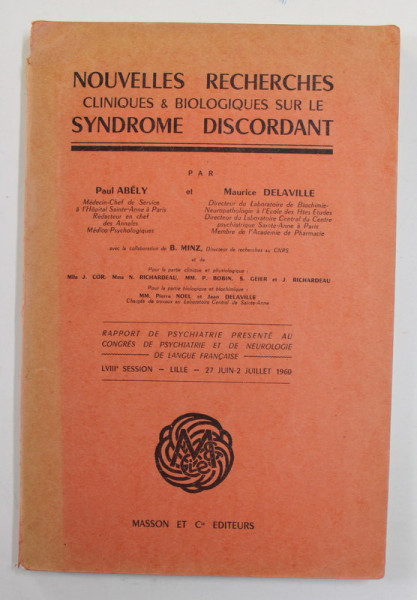 NOUVELLES RECHERCHES
CLINIQUES & BIOLOGIQUES SUR LE
SYNDROME DISCORDANT
PAR
Paul ABÉLY et Maurice DELAVILLE
Médecin-Chef de Service
à l'Hôpital Sainte-Anne à Paris
Rédacteur en chef
des Annales
Médico-Psychologiques
Directeur du Laboratoire de Biochimie-
Neuropathologie à l'Ecole des Htes Etudes
Directeur du Laboratoire Central du Centre
psychiatrique Sainte-Anne à Paris
Membre de l'Académie de Pharmacie
avec la collaboration de B. MINZ, Directeur de recherches au CNRS
et de
Pour la partie clinique et physiologique :
Mlle J. COR, Mme N. RICHARDEAU, MM. P. BOBIN, S. GEIER et J. RICHARDEAU
Pour la partie biologique et biochimique :
MM. Pierre NOEL et Jean DELAVILLE
Chargés de travaux au Laboratoire Central de Sainte-Anne
RAPPORT DE PSYCHIATRIE PRÉSENTÉ AU
CONGRÈS DE PSYCHIATRIE ET DE NEUROLOGIE
DE LANGUE FRANÇAISE
LVIIIe SESSION — LILLE — 27 JUIN-2 JUILLET 1960
MASSON ET Cie EDITEURS